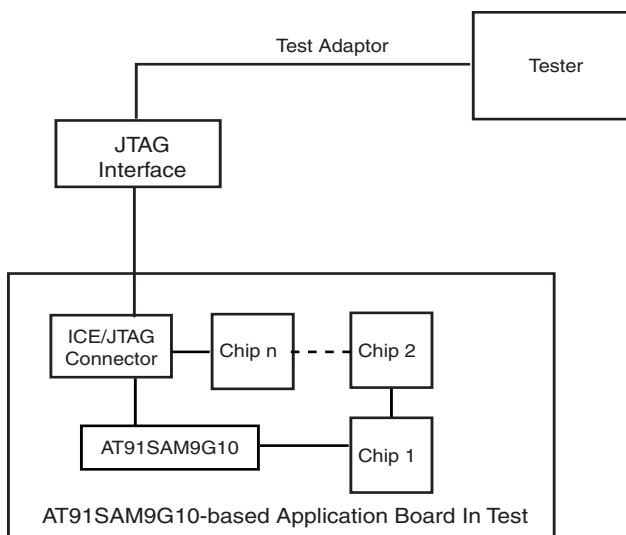 Test Adaptor
Tester
JTAG
Interface
ICE/JTAG
Connector
Chip n
Chip 2
AT91SAM9G10
Chip 1
AT91SAM9G10-based Application Board In Test